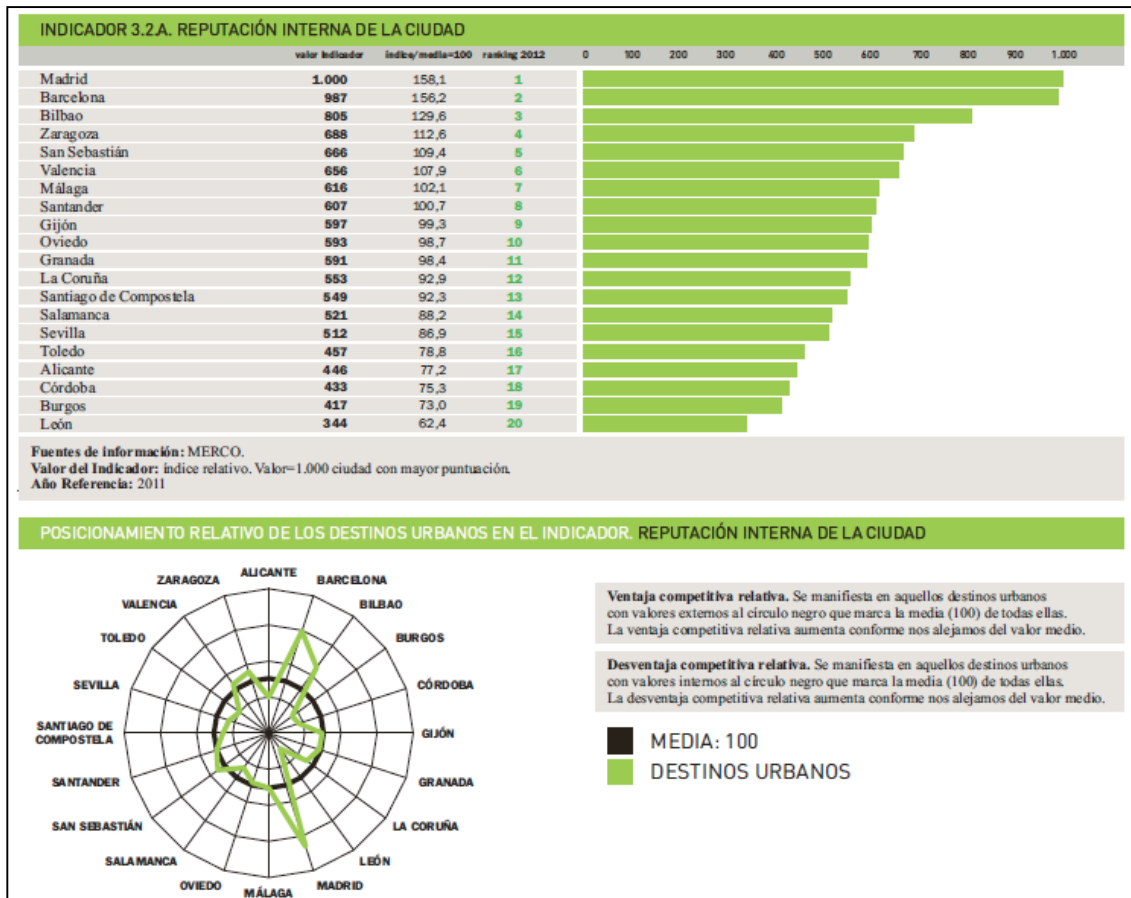 INDICADOR 3.2.A. REPUTACIÓN INTERNA DE LA CIUDAD
valor indicador índice/media=100 ranking 2012 0 100 200 300 400 500 600 700 800 900 1.000
Madrid 1.000 158,1 1
Barcelona 987 156,2 2
Bilbao 805 129,6 3
Zaragoza 688 112,6 4
San Sebastián 666 109,4 5
Valencia 656 107,9 6
Málaga 616 102,1 7
Santander 607 100,7 8
Gijón 597 99,3 9
Oviedo 593 98,7 10
Granada 591 98,4 11
La Coruña 553 92,9 12
Santiago de Compostela 549 92,3 13
Salamanca 521 88,2 14
Sevilla 512 86,9 15
Toledo 457 78,8 16
Alicante 446 77,2 17
Córdoba 433 75,3 18
Burgos 417 73,0 19
León 344 62,4 20
Fuentes de información: MERCO.
Valor del Indicador: índice relativo. Valor=1.000 ciudad con mayor puntuación.
Año Referencia: 2011
POSICIONAMIENTO RELATIVO DE LOS DESTINOS URBANOS EN EL INDICADOR. REPUTACIÓN INTERNA DE LA CIUDAD
ALICANTE
BARCELONA
BILBAO
BURGOS
CÓRDOBA
GIJÓN
GRANADA
LA CORUÑA
LEÓN
MADRID
MÁLAGA
OVIEDO
SALAMANCA
SAN SEBASTIÁN
SANTANDER
SANTIAGO DE
COMPOSTELA
SEVILLA
TOLEDO
VALENCIA
ZARAGOZA
Ventaja competitiva relativa. Se manifiesta en aquellos destinos urbanos
con valores externos al círculo negro que marca la media (100) de todas ellas.
La ventaja competitiva relativa aumenta conforme nos alejamos del valor medio.
Desventaja competitiva relativa. Se manifiesta en aquellos destinos urbanos
con valores internos al círculo negro que marca la media (100) de todas ellas.
La desventaja competitiva relativa aumenta conforme nos alejamos del valor medio.
MEDIA: 100
DESTINOS URBANOS